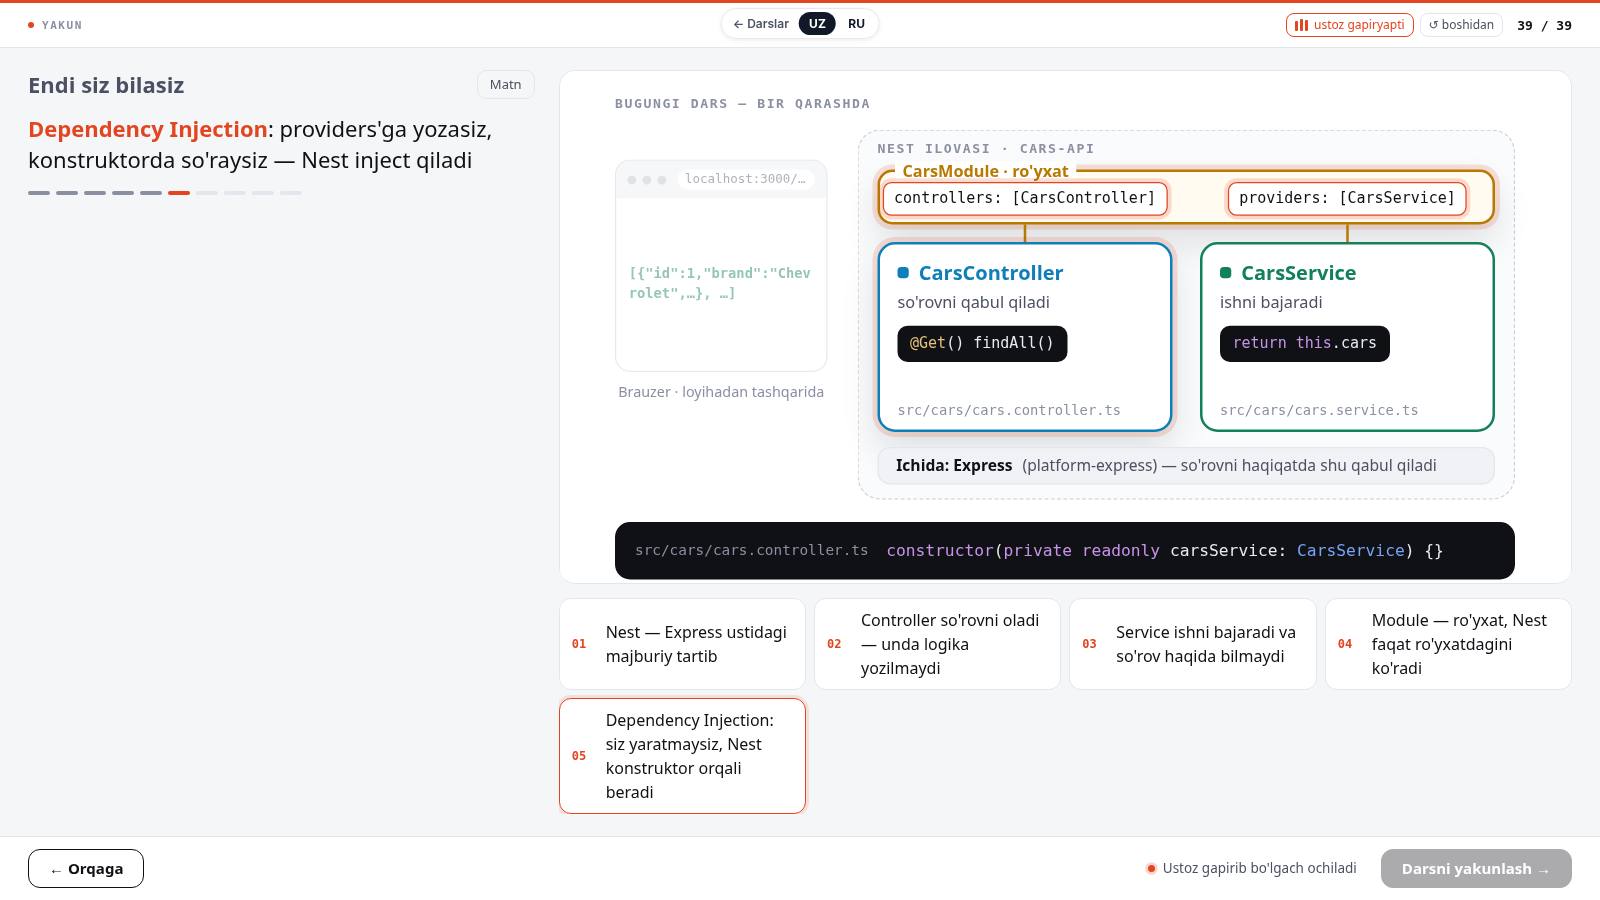 YAKUN
← Darslar UZ RU
ustoz gapiryapti
↺ boshidan
39 / 39
Endi siz bilasiz
Matn
Dependency Injection: providers'ga yozasiz,
konstruktorda so'raysiz — Nest inject qiladi
BUGUNGI DARS — BIR QARASHDA
localhost:3000/…
[{"id":1,"brand":"Chev
rolet",…}, …]
Brauzer · loyihadan tashqarida
NEST ILOVASI · CARS-API
CarsModule · ro'yxat
controllers: [CarsController]
providers: [CarsService]
CarsController
so'rovni qabul qiladi
@Get() findAll()
src/cars/cars.controller.ts
CarsService
ishni bajaradi
return this.cars
src/cars/cars.service.ts
Ichida: Express (platform-express) — so'rovni haqiqatda shu qabul qiladi
src/cars/cars.controller.ts constructor(private readonly carsService: CarsService) {}
01
Nest — Express ustidagi
majburiy tartib
02
Controller so'rovni oladi
— unda logika
yozilmaydi
03
Service ishni bajaradi va
so'rov haqida bilmaydi
04
Module — ro'yxat, Nest
faqat ro'yxatdagini
ko'radi
05
Dependency Injection:
siz yaratmaysiz, Nest
konstruktor orqali
beradi
← Orqaga
Ustoz gapirib bo'lgach ochiladi
Darsni yakunlash →